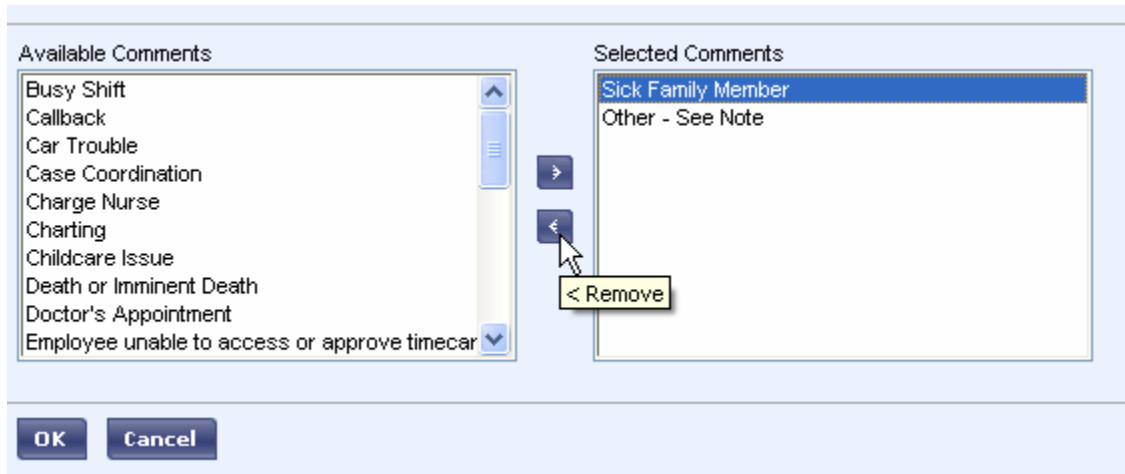 Available Comments
Busy Shift
Callback
Car Trouble
Case Coordination
Charge Nurse
Charting
Childcare Issue
Death or Imminent Death
Doctor's Appointment
Employee unable to access or approve timecar
Selected Comments
Sick Family Member
Other - See Note
< Remove
OK
Cancel